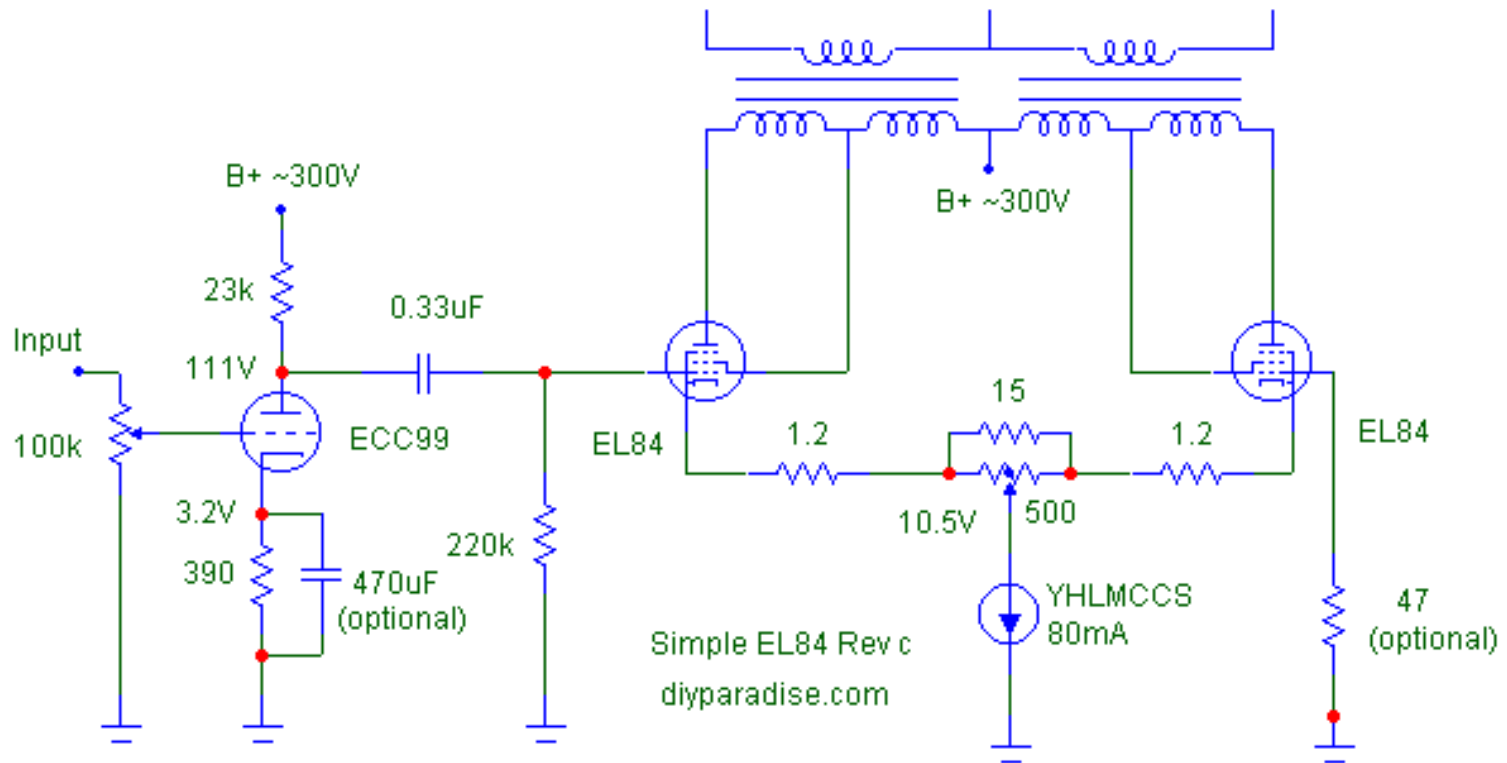 B+ ~300V
B+ ~300V
23k
0.33uF
Input
111V
15
100k
ECC99
EL84
1.2
1.2
EL84
3.2V
10.5V
500
220k
390
470uF
(optional)
YHLMCCS
80mA
47
(optional)
Simple EL84 Rev c
diyparadise.com